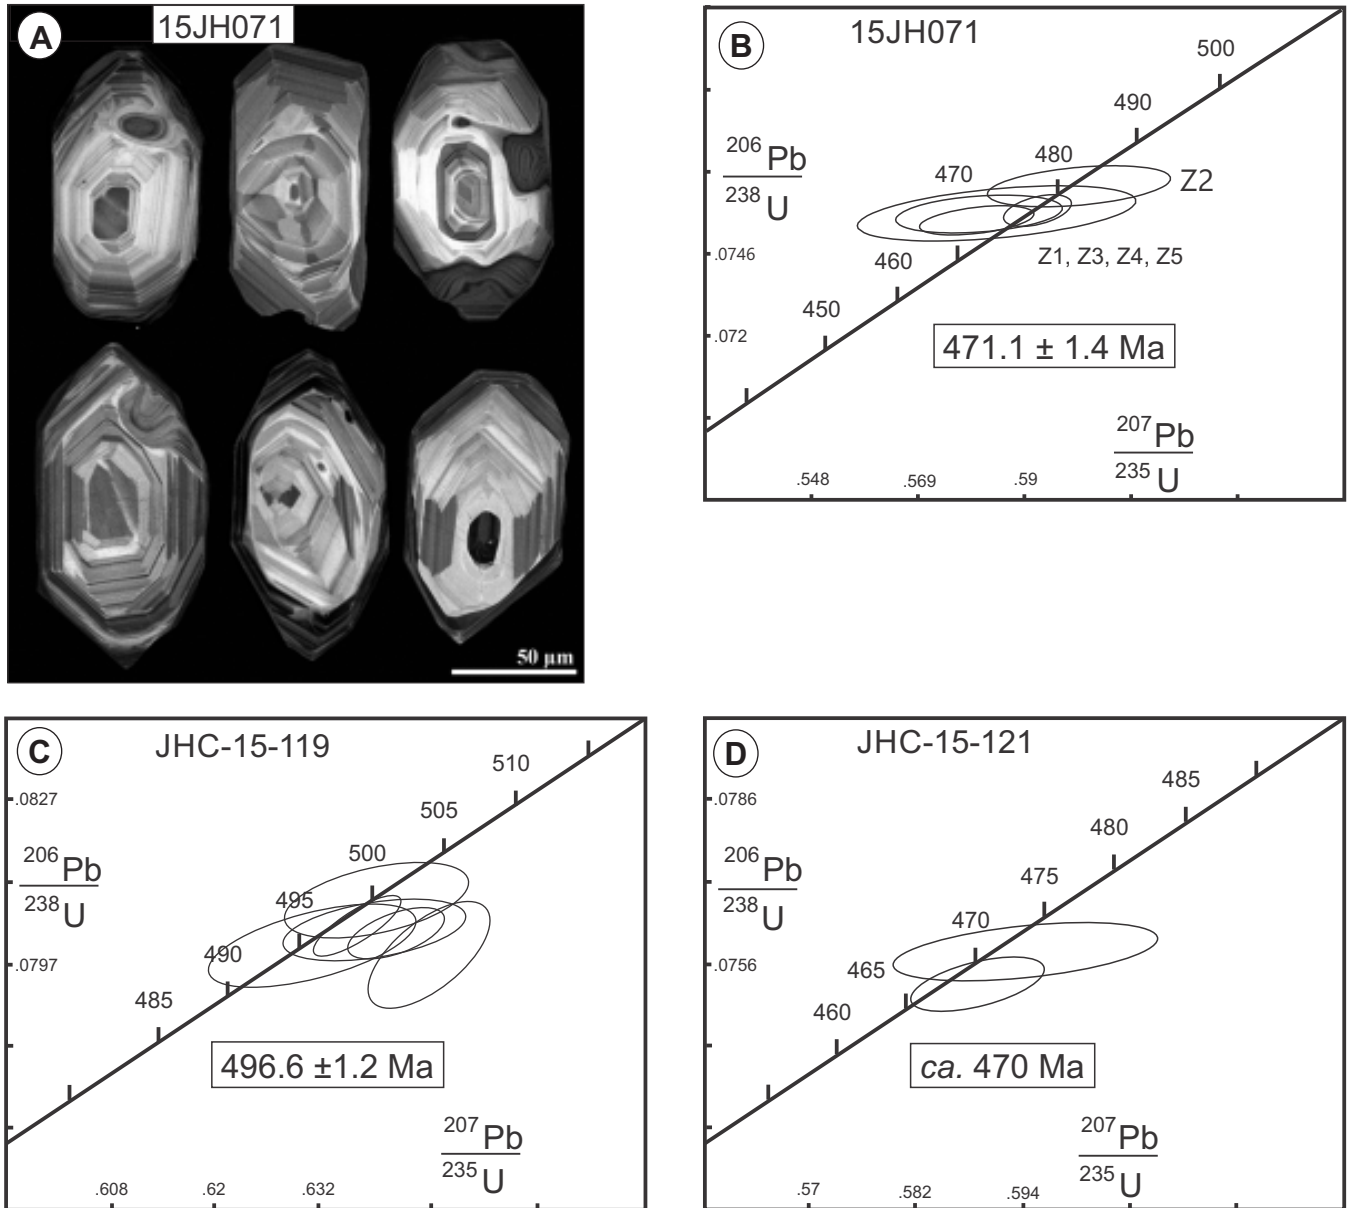 A
15JH071
50 µm
B
15JH071
500
490
480
470
460
450
206Pb
238U
Z2
Z1, Z3, Z4, Z5
.0746
.072
471.1 ± 1.4 Ma
207Pb
235U
.548
.569
.59
C
JHC-15-119
510
505
500
495
490
485
.0827
206Pb
238U
.0797
496.6 ±1.2 Ma
207Pb
235U
.608
.62
.632
D
JHC-15-121
485
480
475
470
465
460
.0786
206Pb
238U
.0756
ca. 470 Ma
207Pb
235U
.57
.582
.594